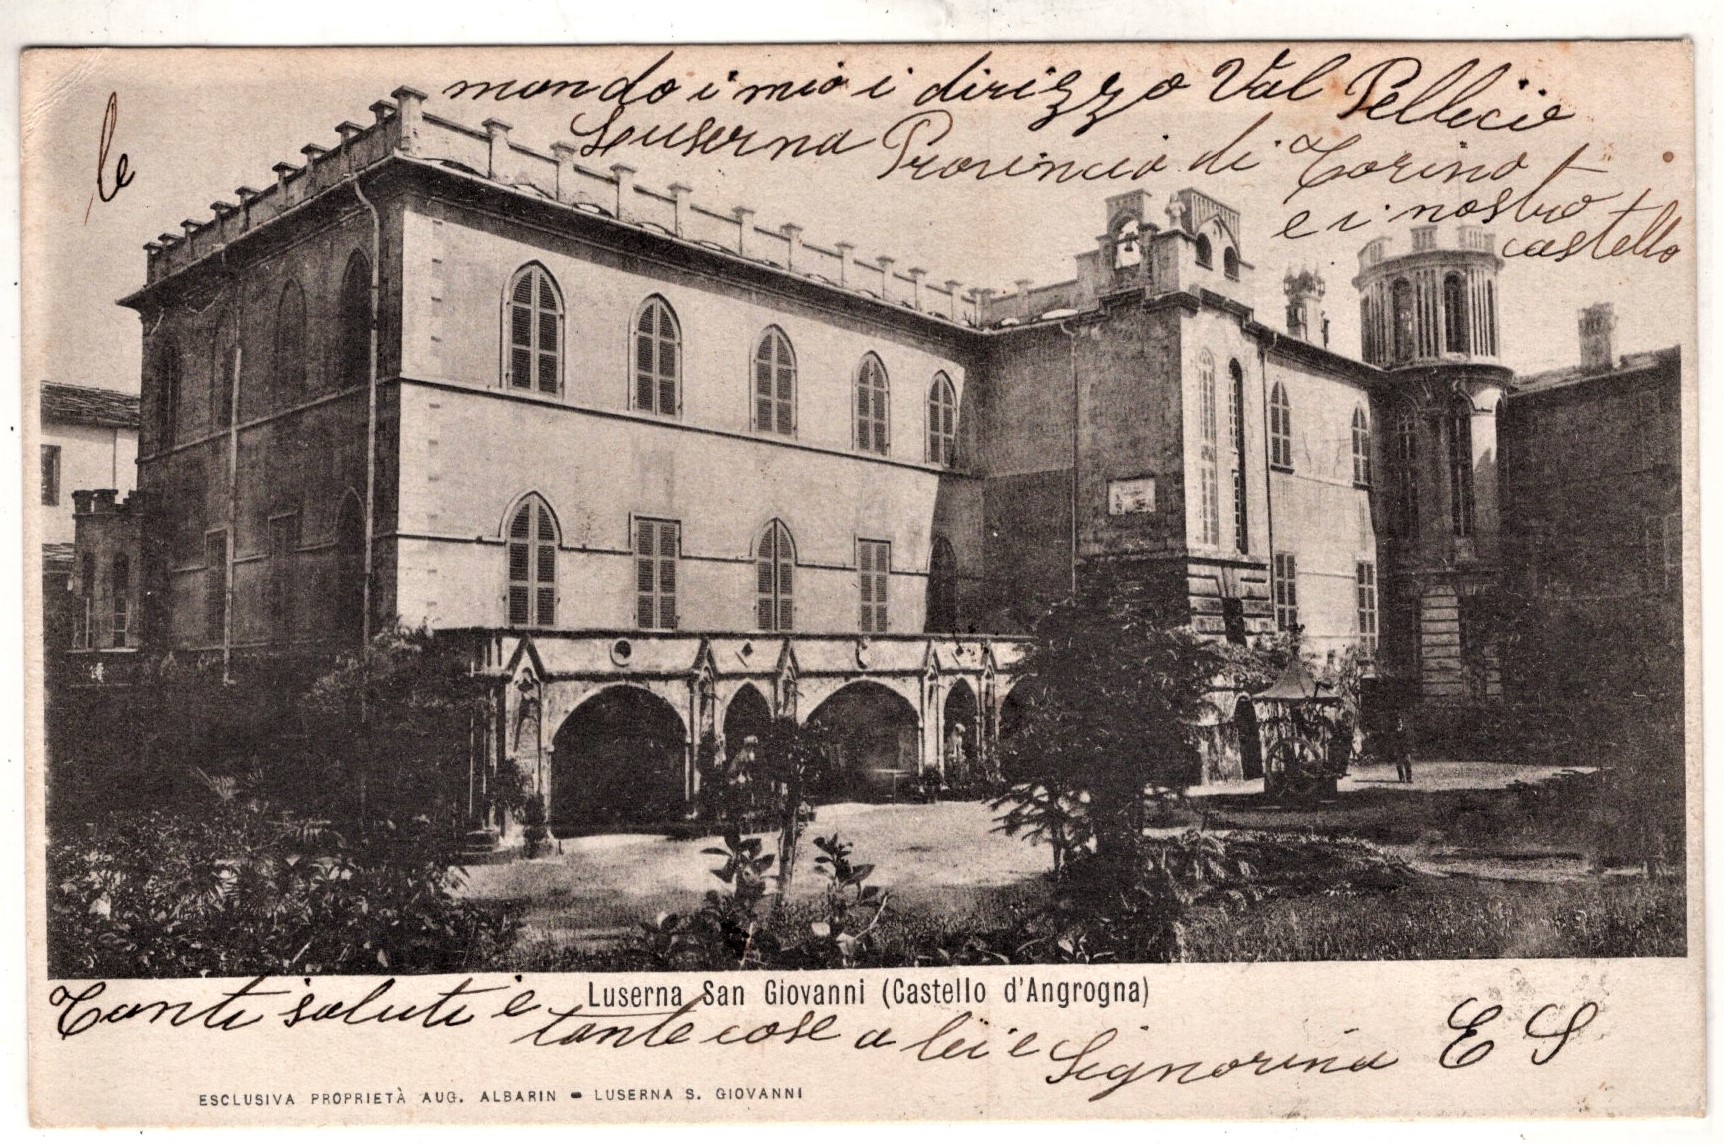 le
mando i mio i dirizzo Val Pellicie
Luserna Provincia di Torino
e i nostro
castello
Luserna San Giovanni (Castello d'Angrogna)
Tanti saluti e
tante cose a lei e
Signorina E S
ESCLUSIVA PROPRIETÀ AUG. ALBARIN - LUSERNA S. GIOVANNI